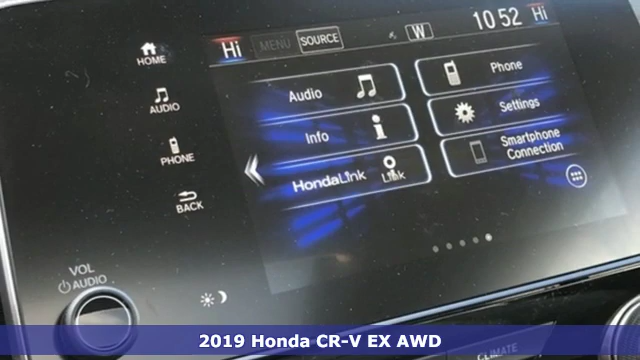 Hi
MENU
SOURCE
W
10:52
Hi
HOME
AUDIO
PHONE
BACK
Audio
Info
HondaLink
Link
Phone
Settings
Smartphone
Connection
VOL
AUDIO
2019 Honda CR-V EX AWD
CLIMATE